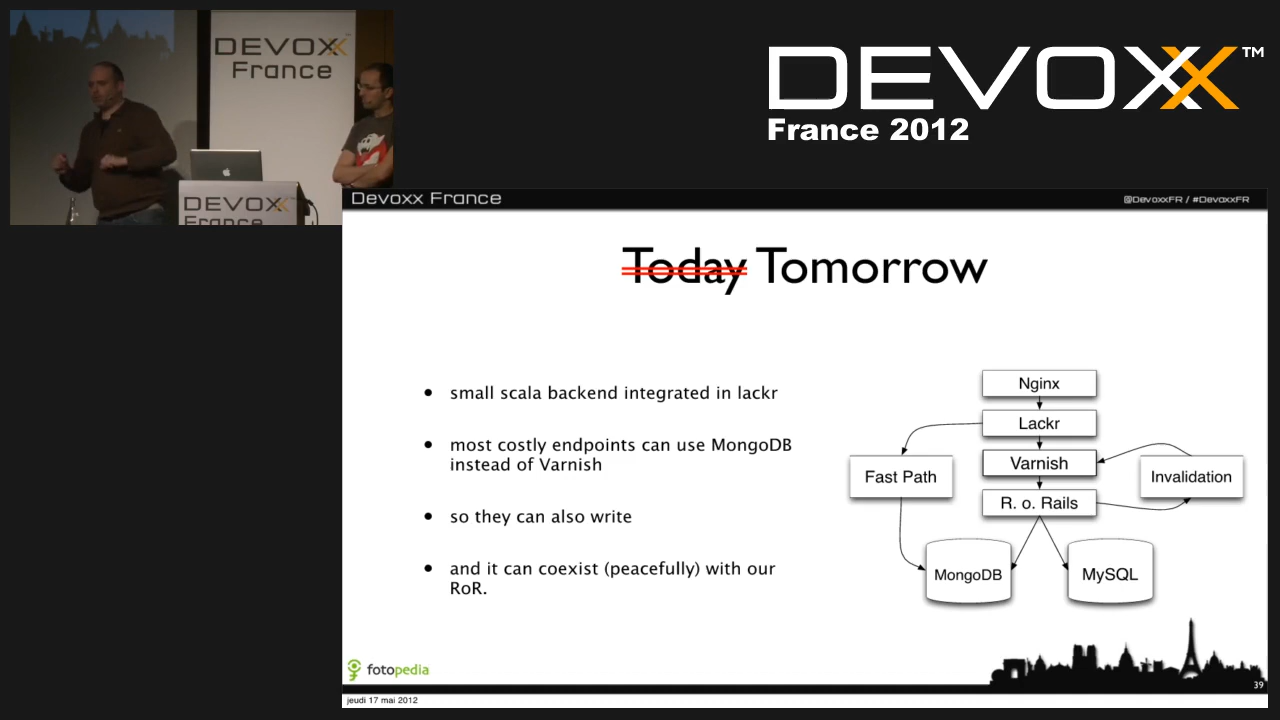 DEVOXX
France
DEVOXX
France
DEVOXX™
France 2012
Devoxx France
@DevoxxFR / #DevoxxFR
Today Tomorrow
• small scala backend integrated in lackr
• most costly endpoints can use MongoDB
instead of Varnish
• so they can also write
• and it can coexist (peacefully) with our
RoR.
Nginx
Lackr
Varnish
Fast Path
Invalidation
R. o. Rails
MongoDB
MySQL
fotopedia
39
jeudi 17 mai 2012